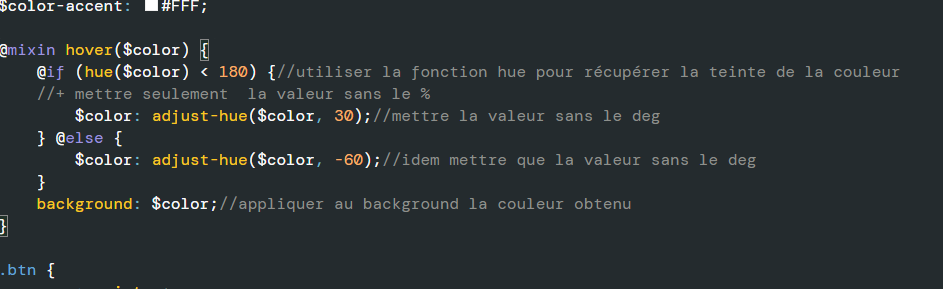 $color-accent: #FFF;
@mixin hover($color) {
@if (hue($color) < 180) {//utiliser la fonction hue pour récupérer la teinte de la couleur
//+ mettre seulement  la valeur sans le %
$color: adjust-hue($color, 30);//mettre la valeur sans le deg
} @else {
$color: adjust-hue($color, -60);//idem mettre que la valeur sans le deg
}
background: $color;//appliquer au background la couleur obtenu
}
.btn {